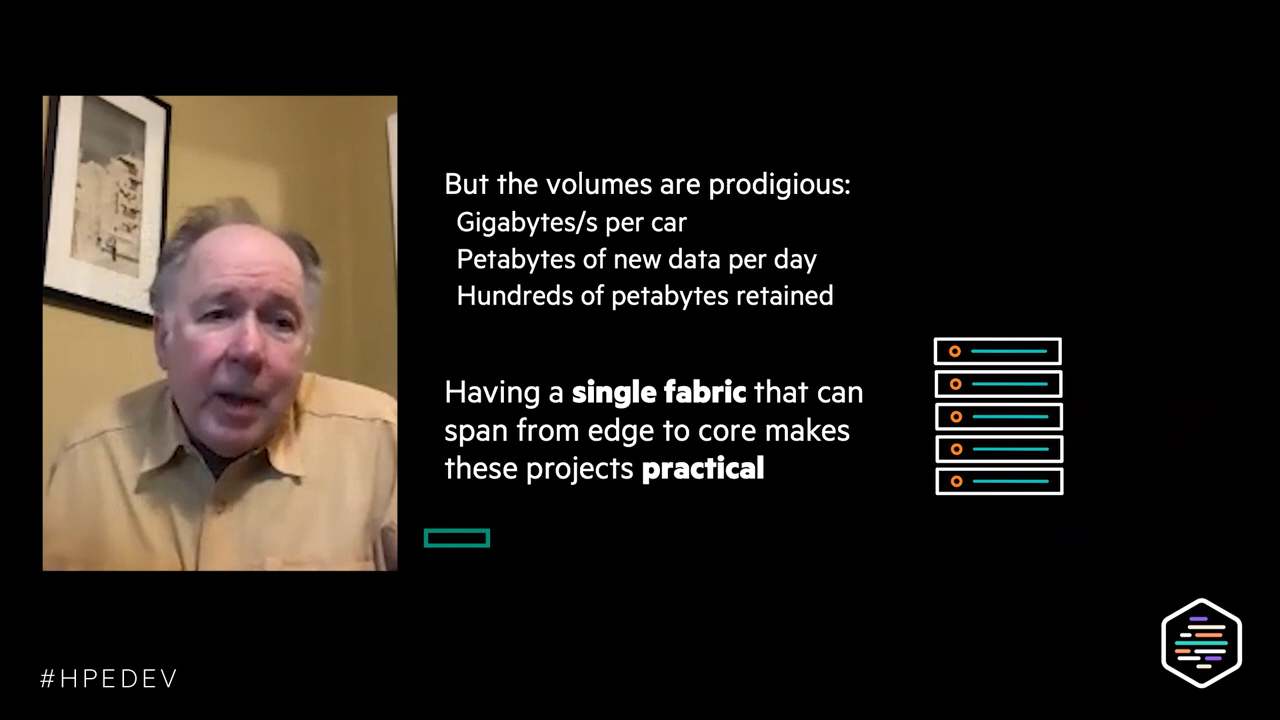 But the volumes are prodigious:
Gigabytes/s per car
Petabytes of new data per day
Hundreds of petabytes retained
Having a single fabric that can
span from edge to core makes
these projects practical
#HPEDEV